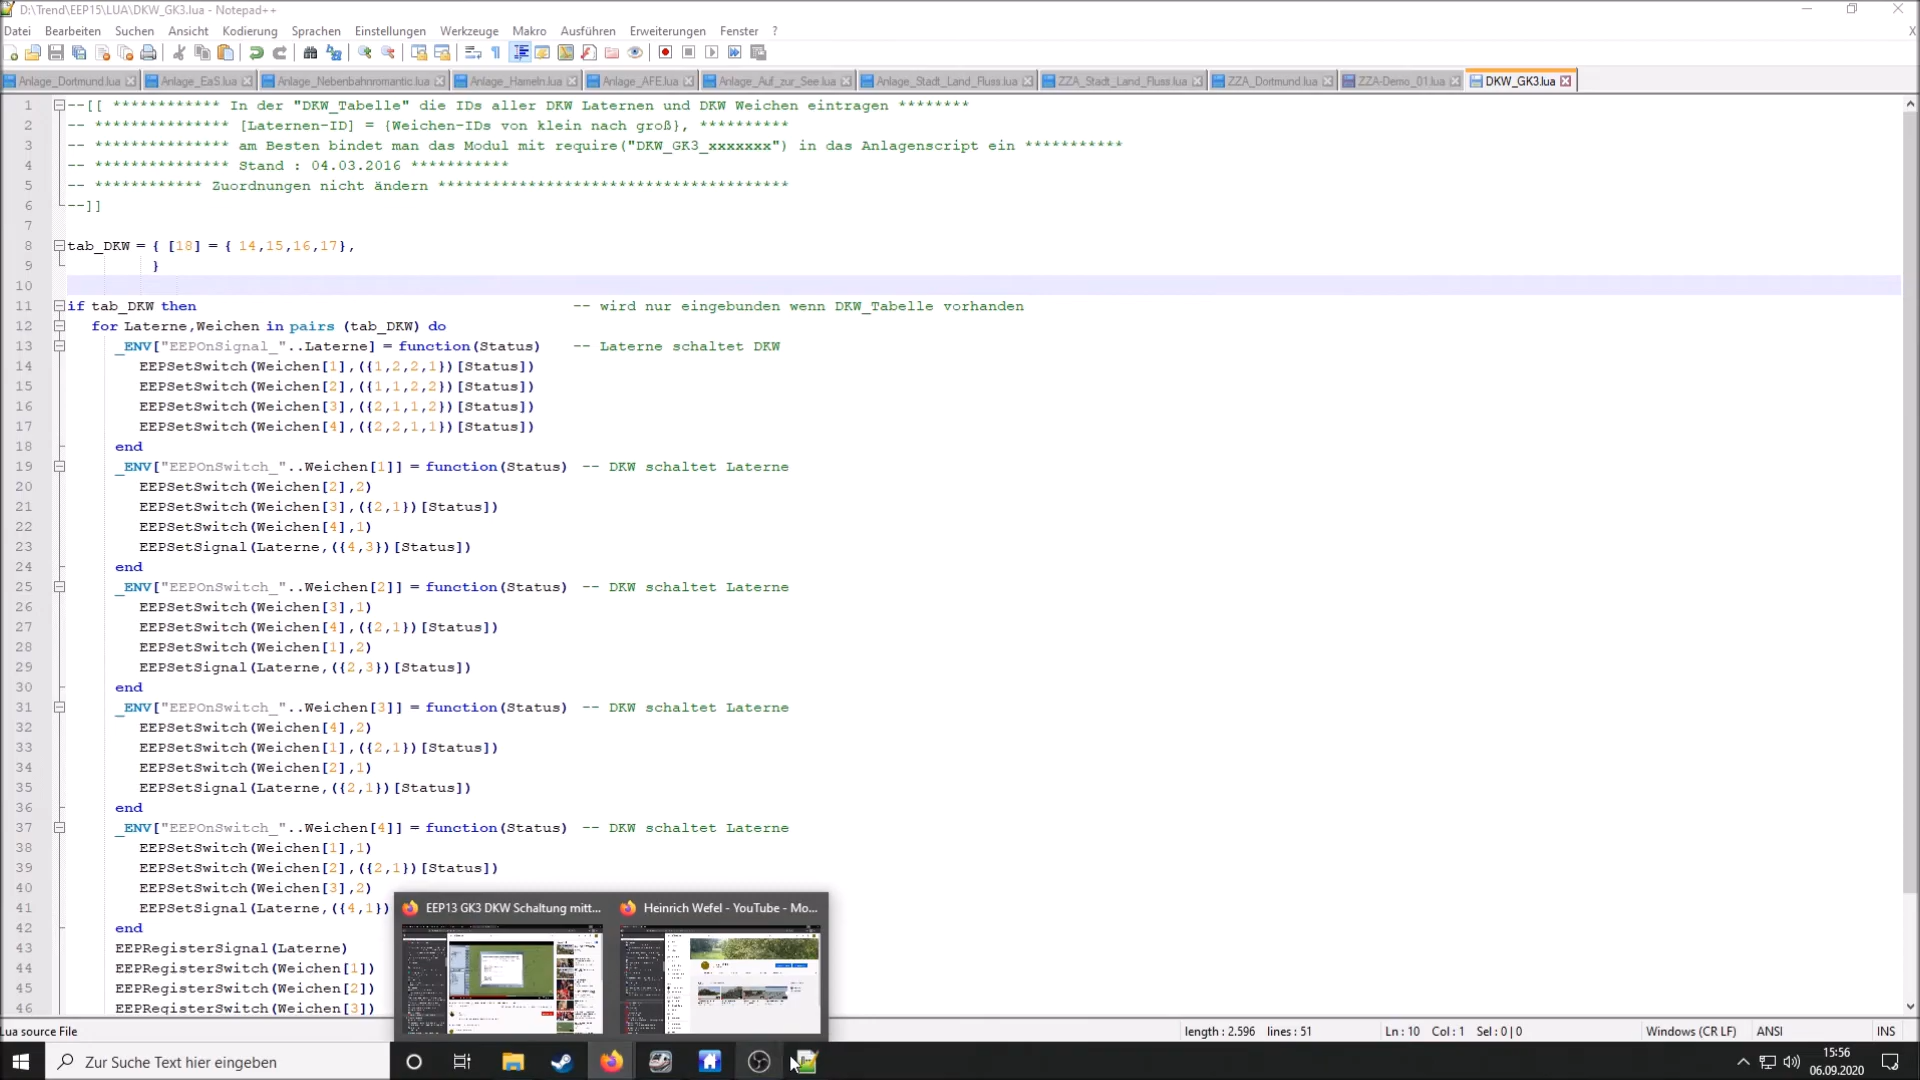 D:\Trend\EEP15\LUA\DKW_GK3.lua - Notepad++
Datei Bearbeiten Suchen Ansicht Kodierung Sprachen Einstellungen Werkzeuge Makro Ausführen Erweiterungen Fenster ? X
Anlage_Dortmund.lua Anlage_EaS.lua Anlage_Nebenbahnromantic.lua Anlage_Hameln.lua Anlage_AFE.lua Anlage_Auf_zur_See.lua Anlage_Stadt_Land_Fluss.lua ZZA_Stadt_Land_Fluss.lua ZZA_Dortmund.lua ZZA-Demo_01.lua DKW_GK3.lua
1 --[[ ************ In der "DKW_Tabelle" die IDs aller DKW Laternen und DKW Weichen eintragen ********
2 -- *************** [Laternen-ID] = {Weichen-IDs von klein nach groß}, **********
3 -- *************** am Besten bindet man das Modul mit require("DKW_GK3_xxxxxxx") in das Anlagenscript ein ***********
4 -- *************** Stand : 04.03.2016 ***********
5 -- ************ Zuordnungen nicht ändern ***************************************
6 --]]
7
8 tab_DKW = { [18] = { 14,15,16,17},
9 }
10
11 if tab_DKW then -- wird nur eingebunden wenn DKW_Tabelle vorhanden
12 for Laterne,Weichen in pairs (tab_DKW) do
13 _ENV["EEPOnSignal_"..Laterne] = function(Status) -- Laterne schaltet DKW
14 EEPSetSwitch(Weichen[1],({1,2,2,1})[Status])
15 EEPSetSwitch(Weichen[2],({1,1,2,2})[Status])
16 EEPSetSwitch(Weichen[3],({2,1,1,2})[Status])
17 EEPSetSwitch(Weichen[4],({2,2,1,1})[Status])
18 end
19 _ENV["EEPOnSwitch_"..Weichen[1]] = function(Status) -- DKW schaltet Laterne
20 EEPSetSwitch(Weichen[2],2)
21 EEPSetSwitch(Weichen[3],({2,1})[Status])
22 EEPSetSwitch(Weichen[4],1)
23 EEPSetSignal(Laterne,({4,3})[Status])
24 end
25 _ENV["EEPOnSwitch_"..Weichen[2]] = function(Status) -- DKW schaltet Laterne
26 EEPSetSwitch(Weichen[3],1)
27 EEPSetSwitch(Weichen[4],({2,1})[Status])
28 EEPSetSwitch(Weichen[1],2)
29 EEPSetSignal(Laterne,({2,3})[Status])
30 end
31 _ENV["EEPOnSwitch_"..Weichen[3]] = function(Status) -- DKW schaltet Laterne
32 EEPSetSwitch(Weichen[4],2)
33 EEPSetSwitch(Weichen[1],({2,1})[Status])
34 EEPSetSwitch(Weichen[2],1)
35 EEPSetSignal(Laterne,({2,1})[Status])
36 end
37 _ENV["EEPOnSwitch_"..Weichen[4]] = function(Status) -- DKW schaltet Laterne
38 EEPSetSwitch(Weichen[1],1)
39 EEPSetSwitch(Weichen[2],({2,1})[Status])
40 EEPSetSwitch(Weichen[3],2)
41 EEPSetSignal(Laterne,({4,1})
42 end
43 EEPRegisterSignal(Laterne)
44 EEPRegisterSwitch(Weichen[1])
45 EEPRegisterSwitch(Weichen[2])
46 EEPRegisterSwitch(Weichen[3])
EEP13 GK3 DKW Schaltung mitt... Heinrich Wefel - YouTube - Mo...
Lua source File length : 2.596 lines : 51 Ln : 10 Col : 1 Sel : 0 | 0 Windows (CR LF) ANSI INS
Zur Suche Text hier eingeben
15:56
06.09.2020